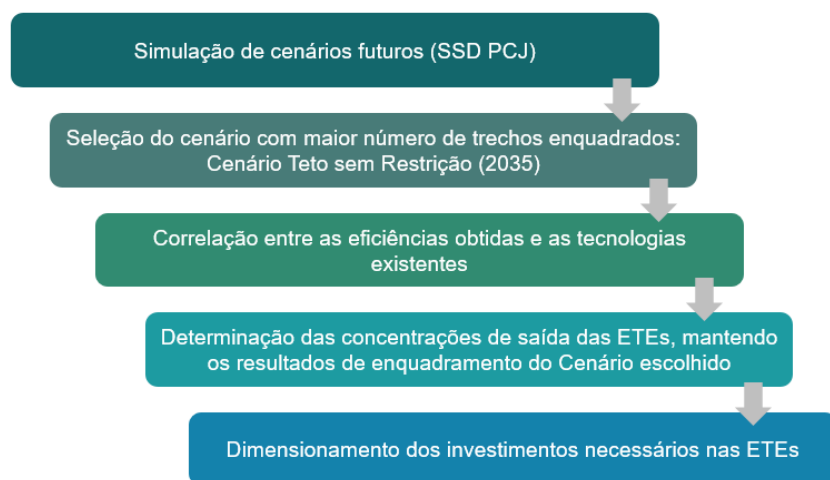 Simulação de cenários futuros (SSD PCJ)
Seleção do cenário com maior número de trechos enquadrados:
Cenário Teto sem Restrição (2035)
Correlação entre as eficiências obtidas e as tecnologias
existentes
Determinação das concentrações de saída das ETEs, mantendo
os resultados de enquadramento do Cenário escolhido
Dimensionamento dos investimentos necessários nas ETEs